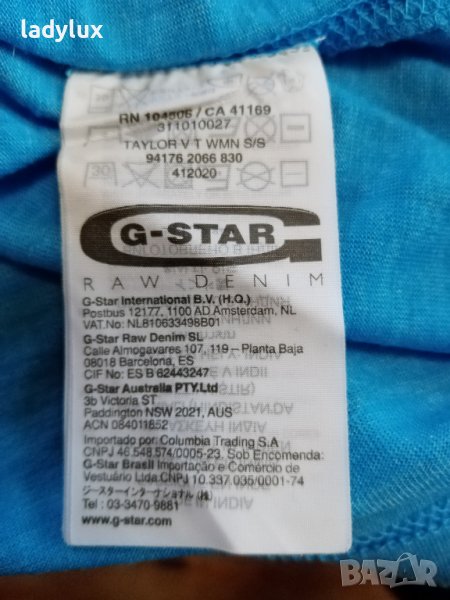 ladylux
RN 104506 / CA 41169
311010027
TAYLOR V T WMN S/S
94176 2066 830
412020
G-STAR
RAW DENIM
G-Star International B.V. (H.Q.)
Postbus 12177, 1100 AD Amsterdam, NL
VAT.No: NL810633498B01
G-Star Raw Denim SL
Calle Almogavares 107, 119 – Planta Baja
08018 Barcelona, ES
CIF No: ES B 62443247
G-Star Australia PTY.Ltd
3b Victoria ST
Paddington NSW 2021, AUS
ACN 084011852
Importado por: Columbia Trading S.A
CNPJ 46.548.574/0005-23. Sob Encomenda:
G-Star Brasil Importação e Comércio de
Vestuário Ltda.CNPJ 10.337.035/0001-74
ジースターインターナショナル (株)
Tel : 03-3470-9881
www.g-star.com
BAZAR